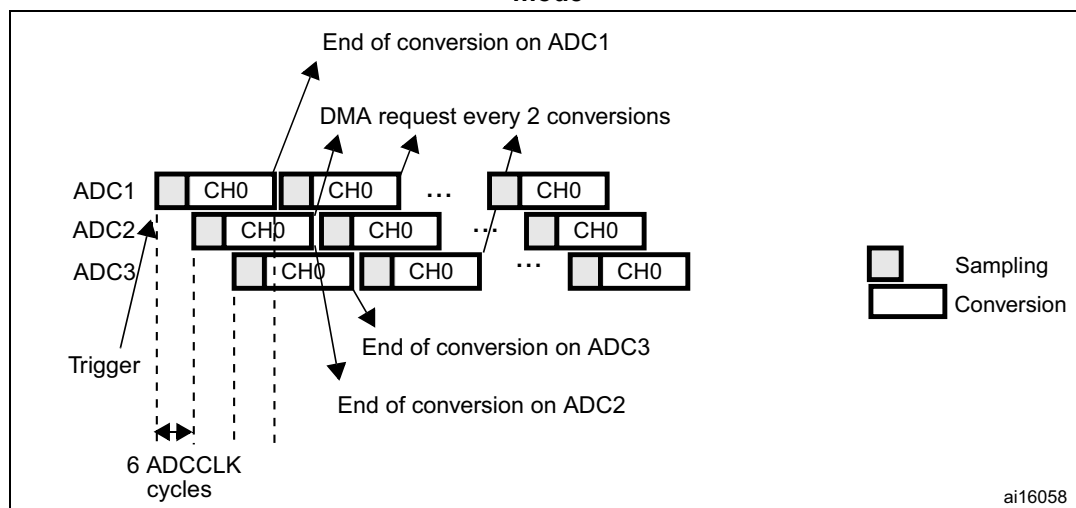 mode
End of conversion on ADC1
DMA request every 2 conversions
ADC1
CH0
CH0
...
CH0
ADC2
CH0
CH0
...
CH0
ADC3
CH0
CH0
...
CH0
Sampling
Conversion
Trigger
End of conversion on ADC3
End of conversion on ADC2
6 ADCCLK
cycles
ai16058